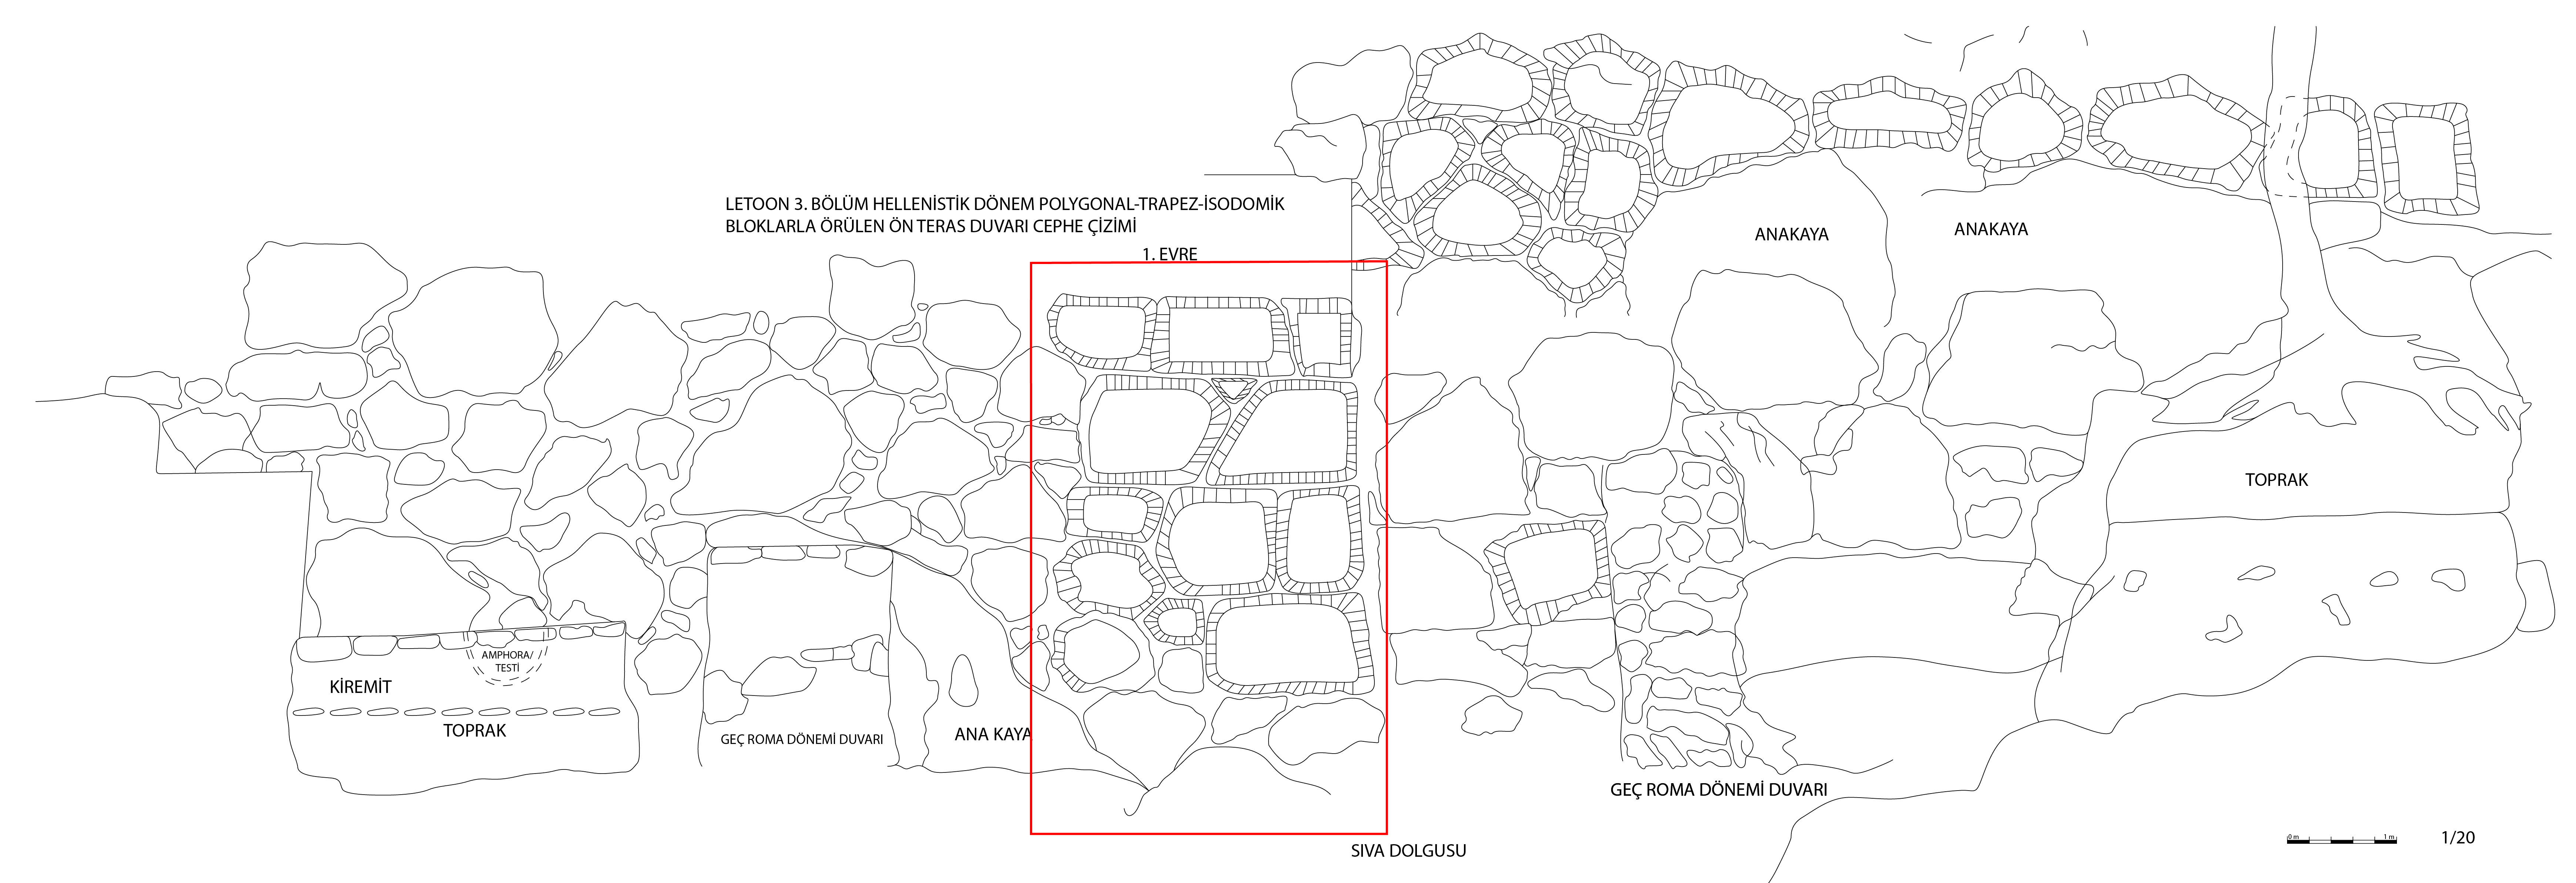 LETOON 3. BÖLÜM HELLENİSTİK DÖNEM POLYGONAL-TRAPEZ-İSODOMİK
BLOKLARLA ÖRÜLEN ÖN TERAS DUVARI CEPHE ÇİZİMİ
1. EVRE
ANAKAYA
ANAKAYA
TOPRAK
AMPHORA/
TESTİ
KİREMİT
TOPRAK
GEÇ ROMA DÖNEMİ DUVARI
ANA KAYA
GEÇ ROMA DÖNEMİ DUVARI
SIVA DOLGUSU
0 m 1 m
1/20